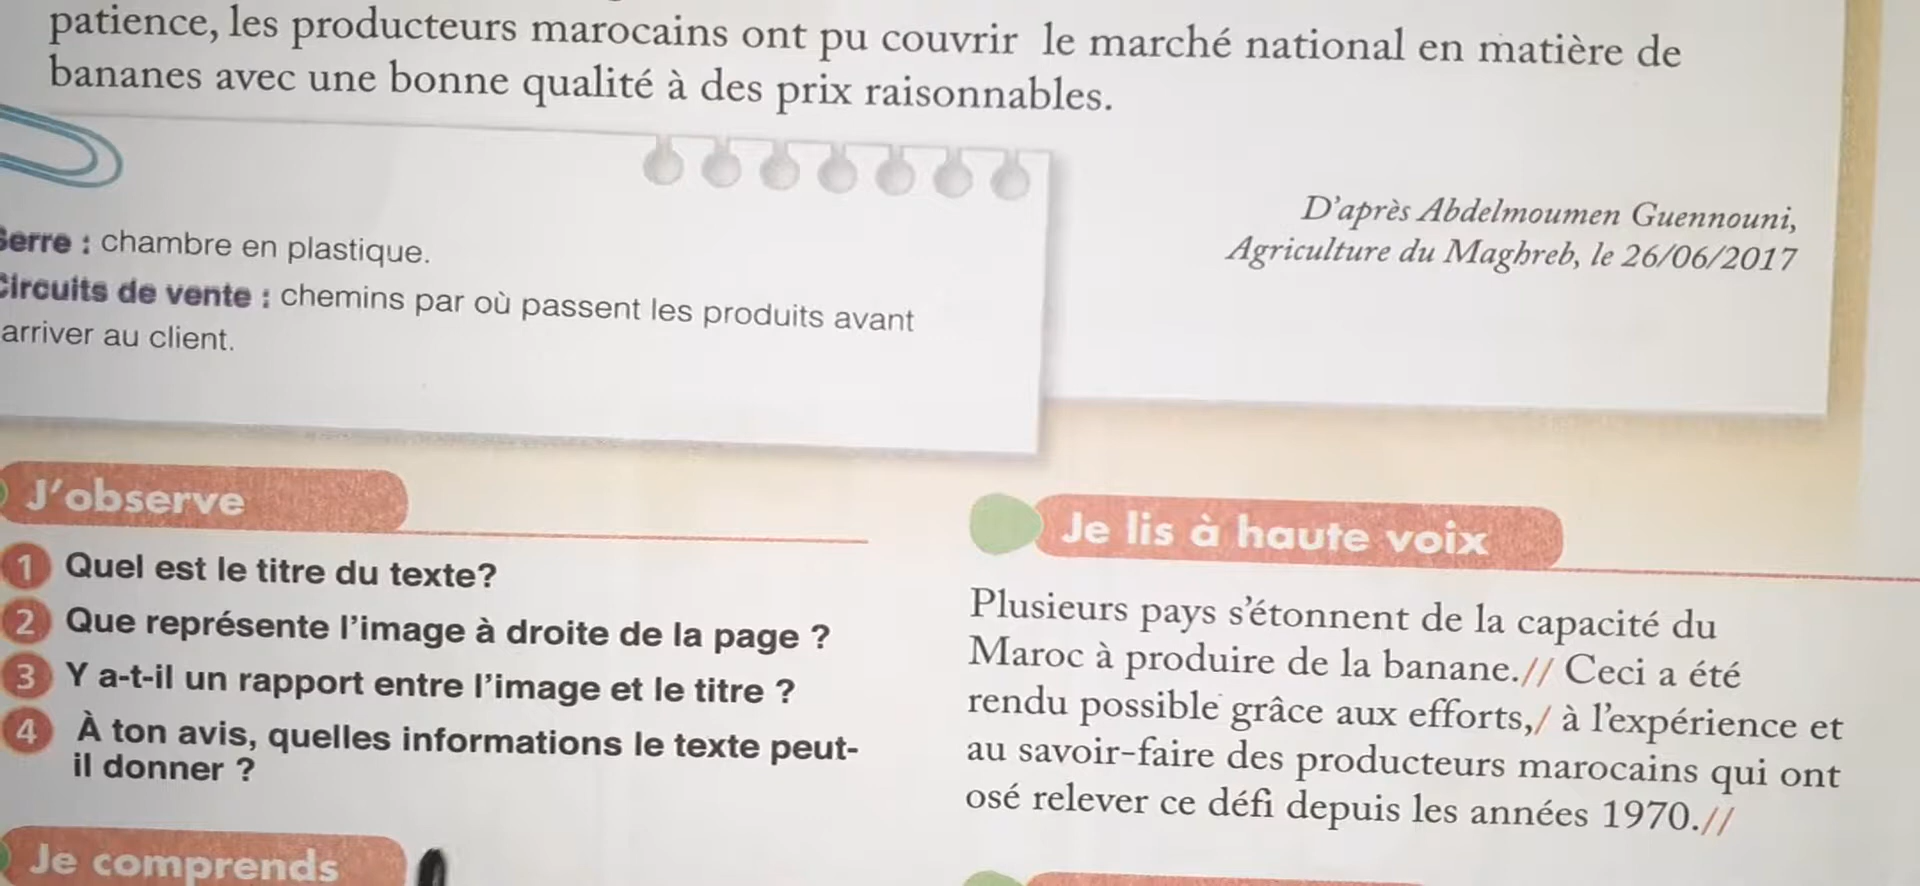 patience, les producteurs marocains ont pu couvrir le marché national en matière de
bananes avec une bonne qualité à des prix raisonnables.
D'après Abdelmoumen Guennouni,
Agriculture du Maghreb, le 26/06/2017
Serre : chambre en plastique.
Circuits de vente : chemins par où passent les produits avant
arriver au client.
J'observe
1 Quel est le titre du texte?
2 Que représente l'image à droite de la page ?
3 Y a-t-il un rapport entre l'image et le titre ?
4 À ton avis, quelles informations le texte peut-
il donner ?
Je comprends
Je lis à haute voix
Plusieurs pays s'étonnent de la capacité du
Maroc à produire de la banane.// Ceci a été
rendu possible grâce aux efforts,/ à l'expérience et
au savoir-faire des producteurs marocains qui ont
osé relever ce défi depuis les années 1970.//